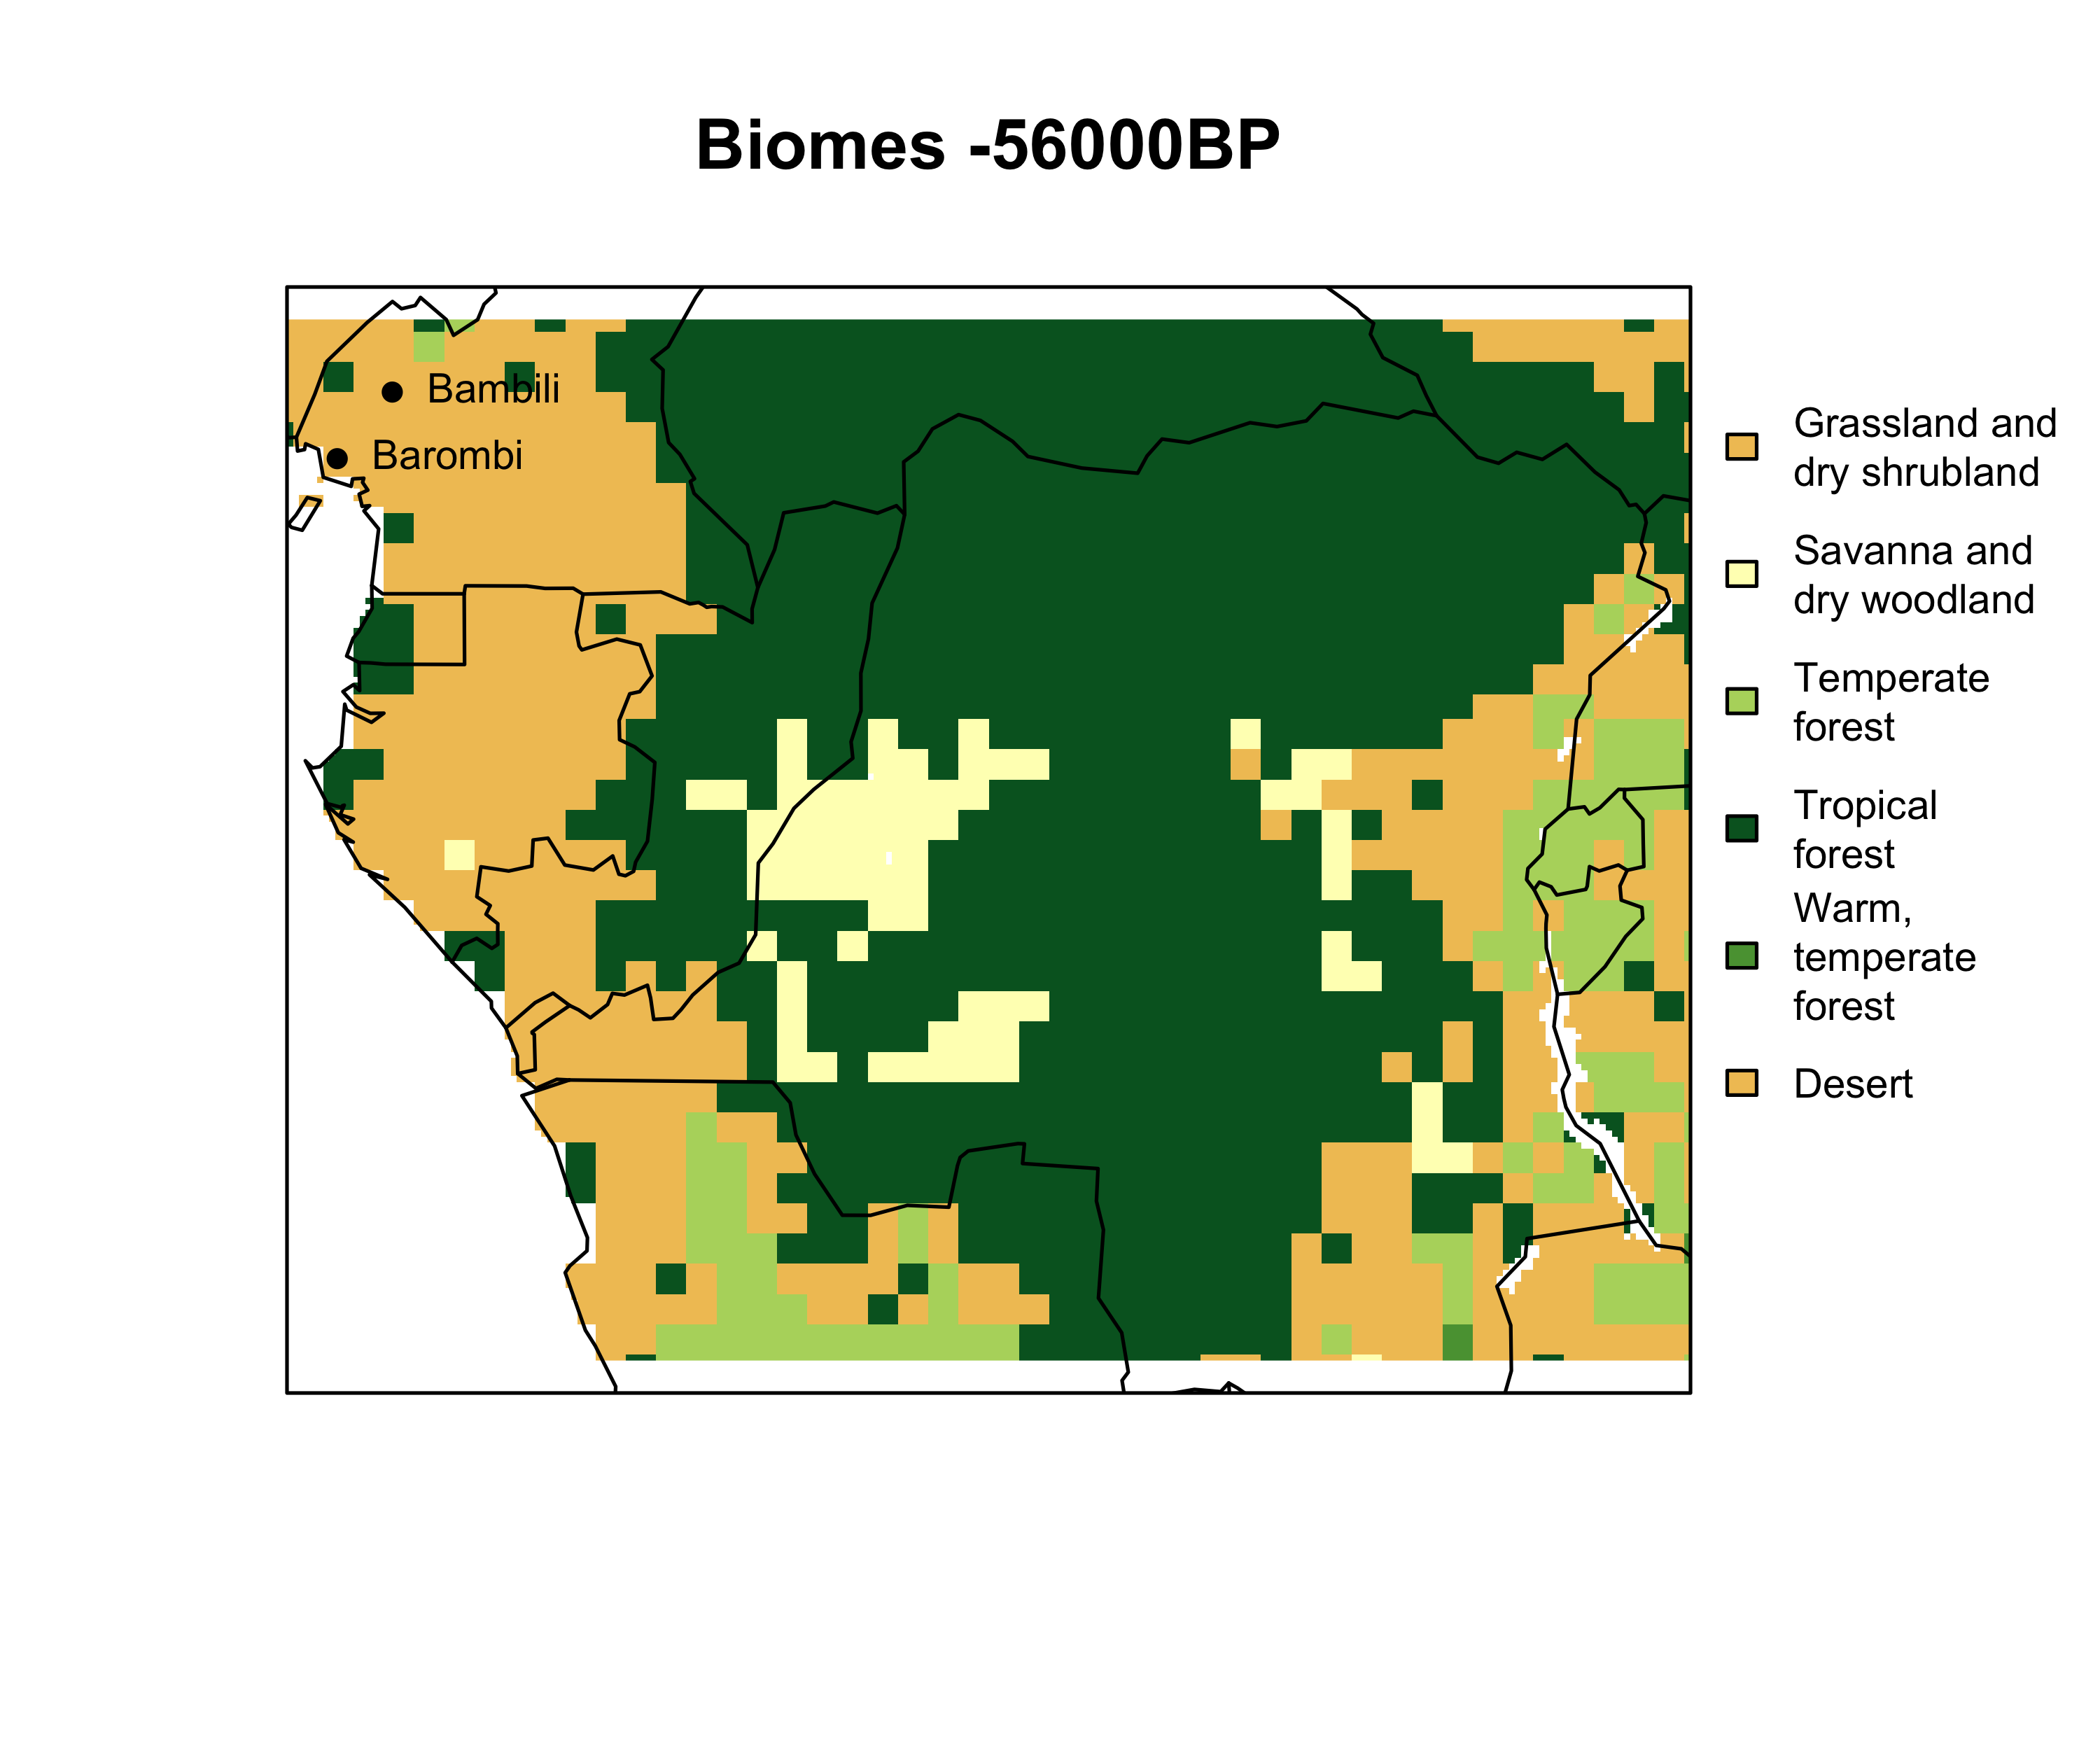 Biomes -56000BP
Bambili
Barombi
Grassland and
dry shrubland
Savanna and
dry woodland
Temperate
forest
Tropical
forest
Warm,
temperate
forest
Desert